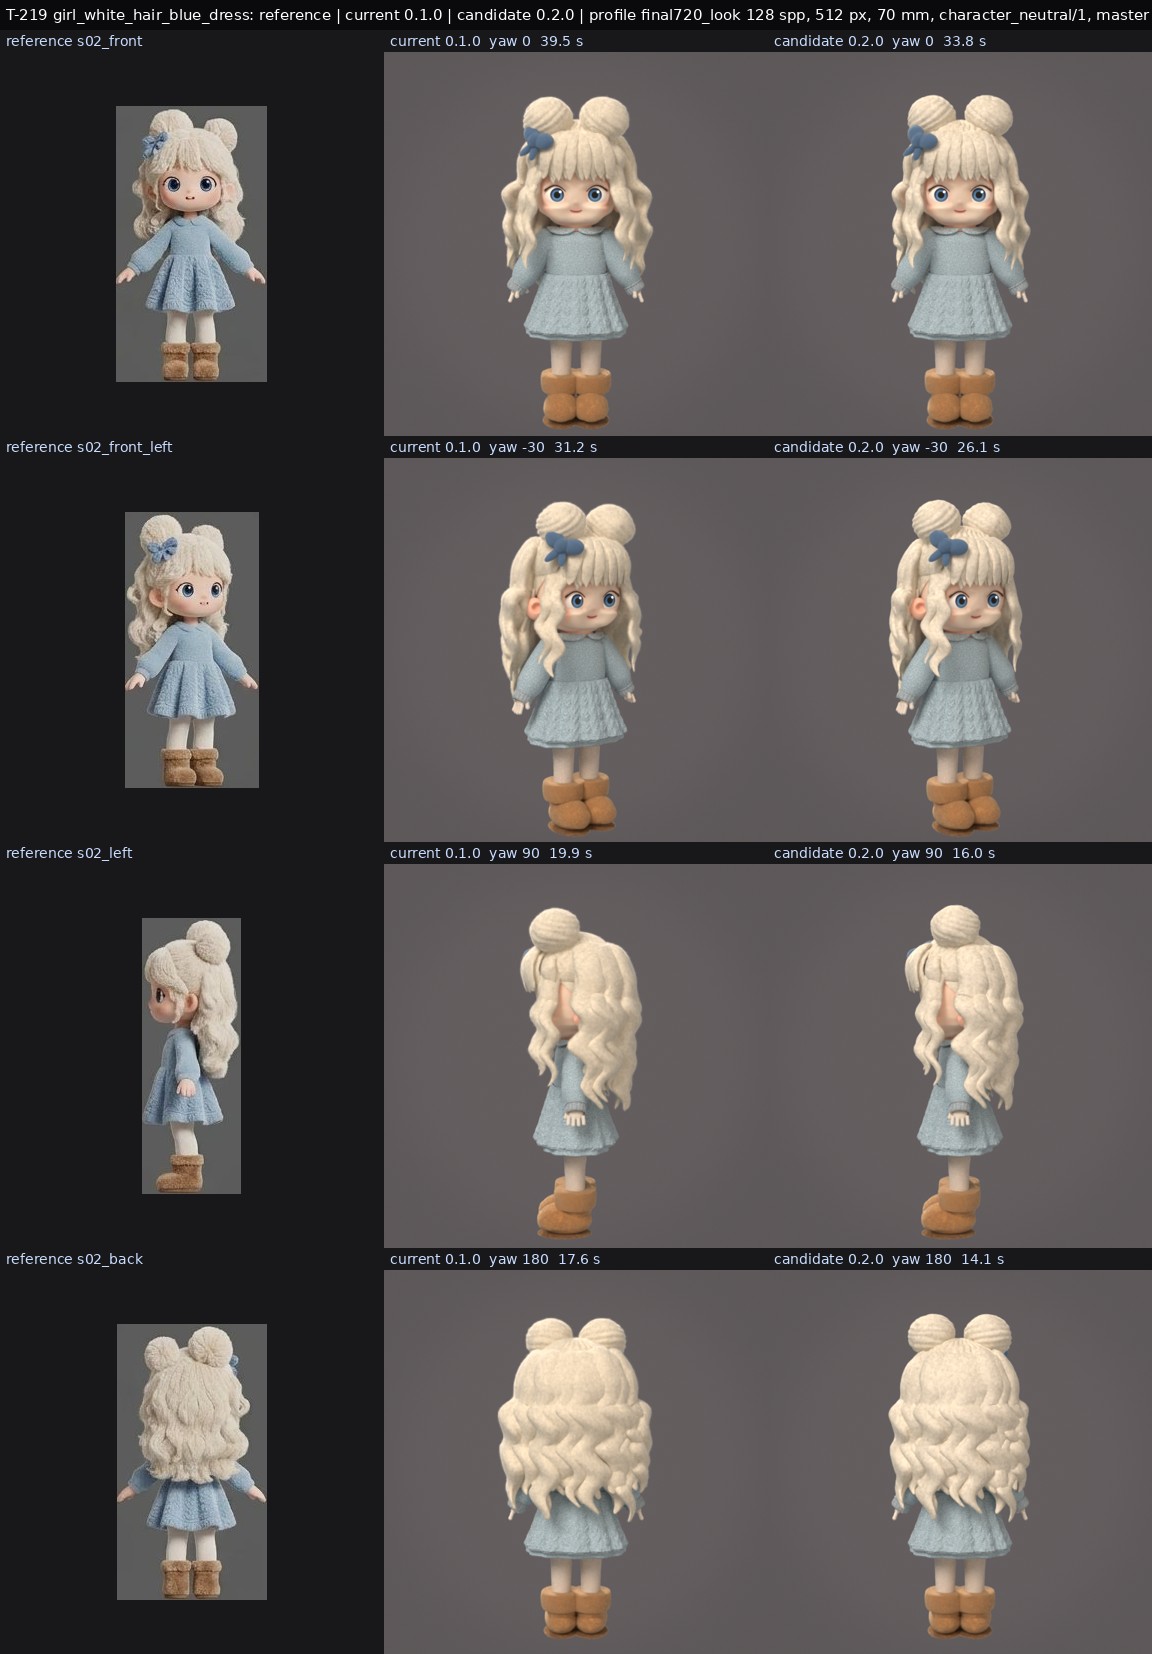 T-219 girl_white_hair_blue_dress: reference | current 0.1.0 | candidate 0.2.0 | profile final720_look 128 spp, 512 px, 70 mm, character_neutral/1, master
reference s02_front
current 0.1.0  yaw 0  39.5 s
candidate 0.2.0  yaw 0  33.8 s
reference s02_front_left
current 0.1.0  yaw -30  31.2 s
candidate 0.2.0  yaw -30  26.1 s
reference s02_left
current 0.1.0  yaw 90  19.9 s
candidate 0.2.0  yaw 90  16.0 s
reference s02_back
current 0.1.0  yaw 180  17.6 s
candidate 0.2.0  yaw 180  14.1 s